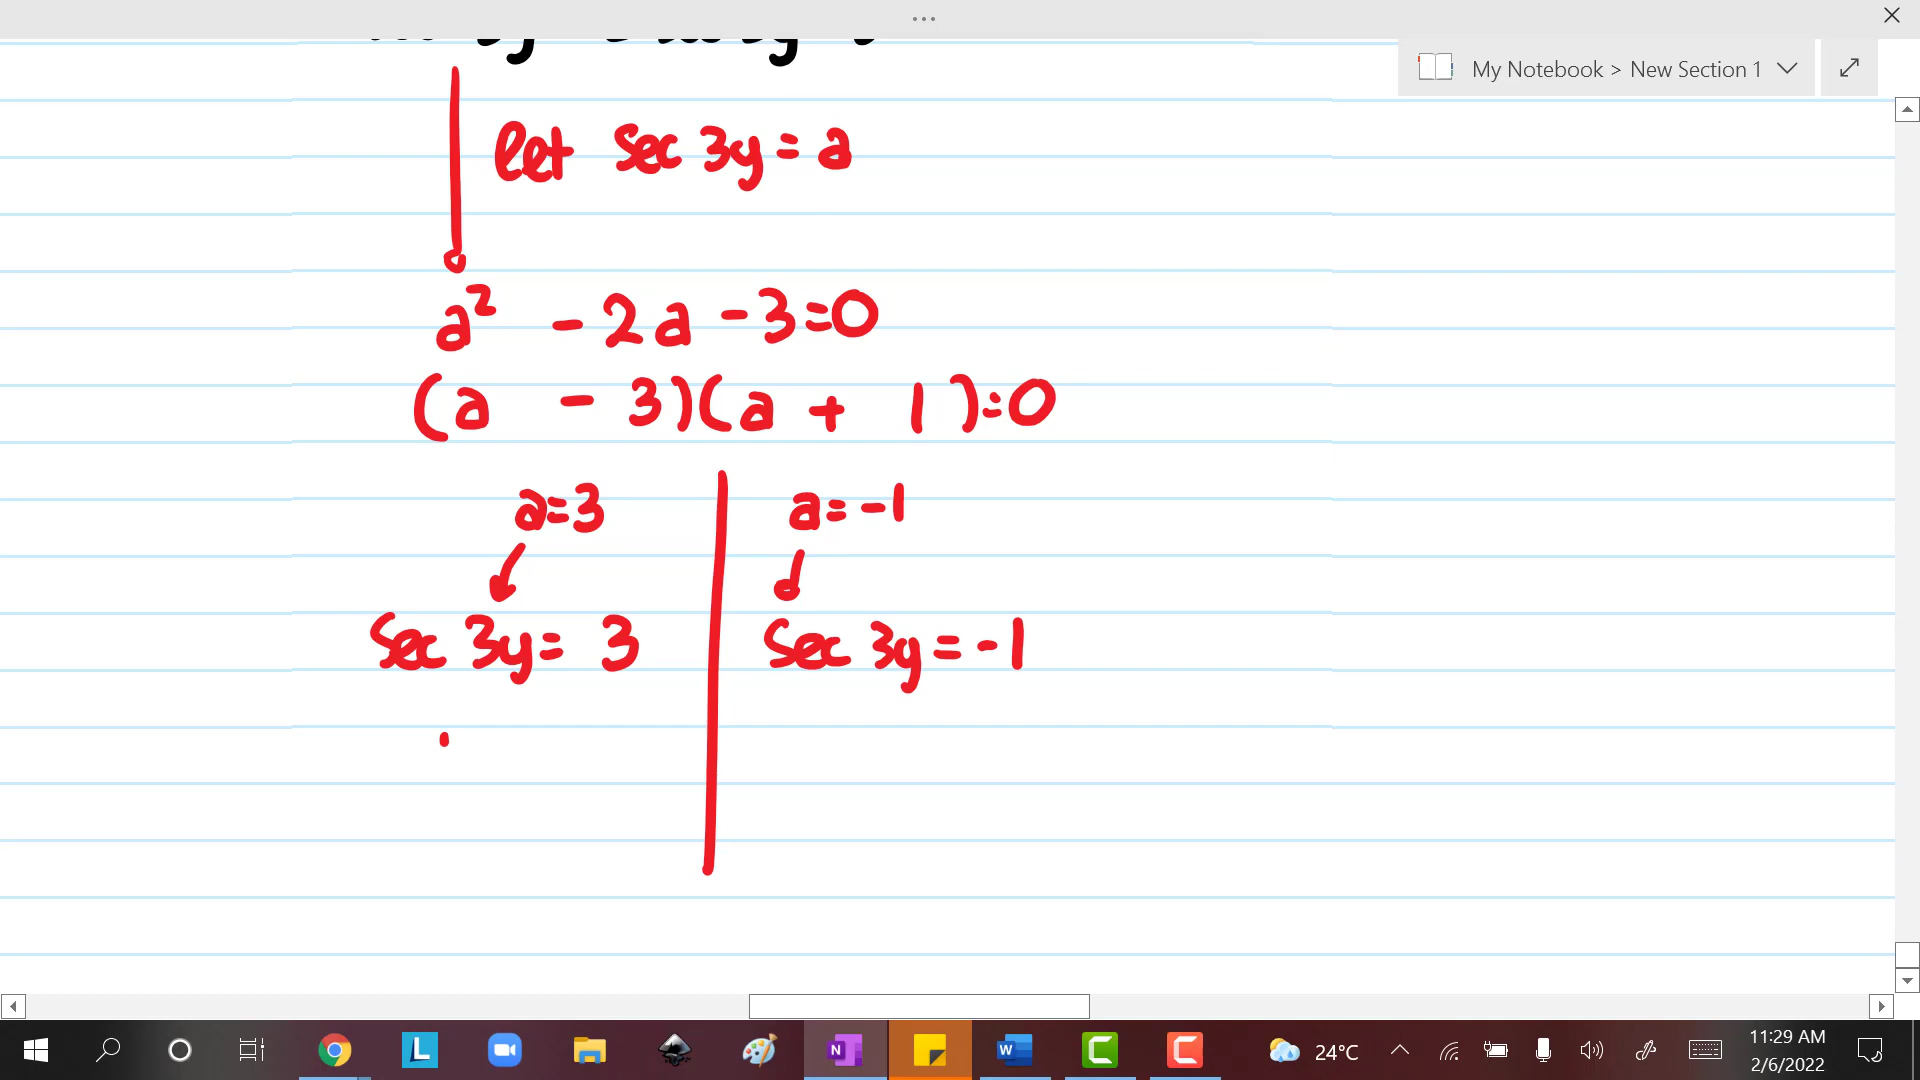 My Notebook > New Section 1
let sec 3y = a
a² - 2a - 3 = 0
(a - 3)(a + 1) = 0
a = 3
a = -1
Sec 3y = 3
Sec 3y = -1
24°C
11:29 AM
2/6/2022